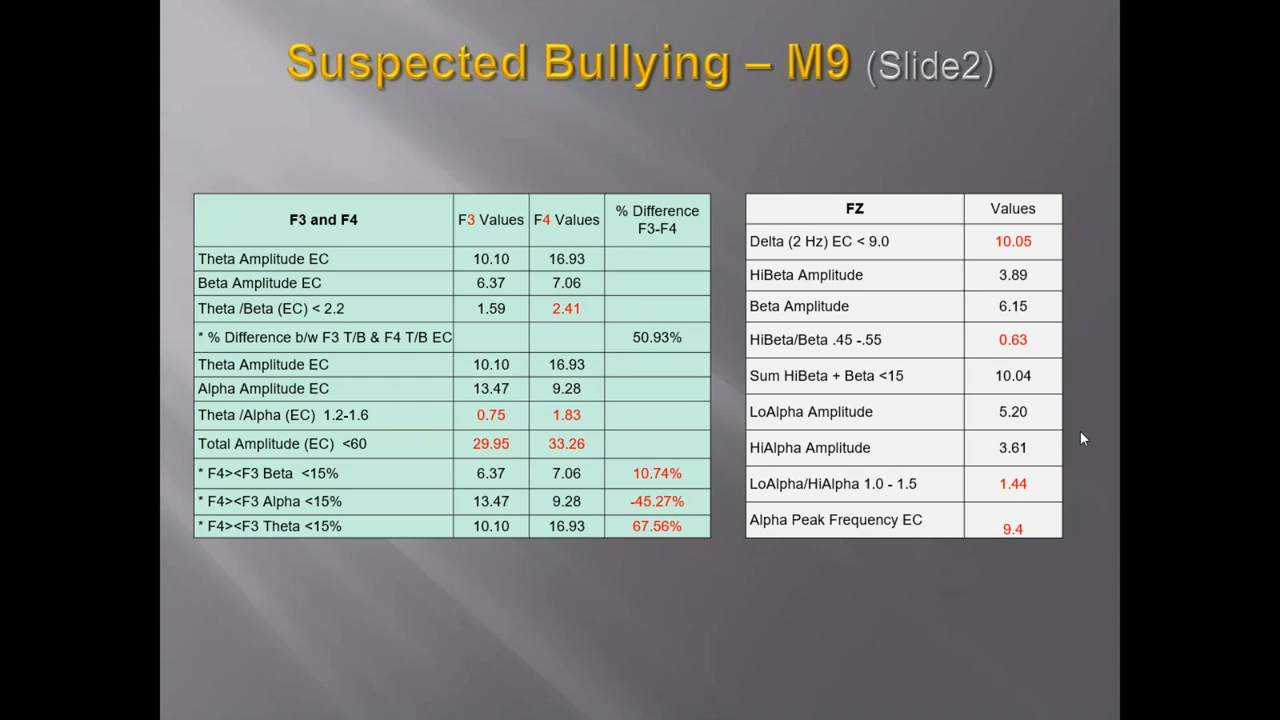 Suspected Bullying – M9 (Slide2)
F3 and F4 F3 Values F4 Values % Difference F3-F4
Theta Amplitude EC 10.10 16.93
Beta Amplitude EC 6.37 7.06
Theta /Beta (EC) < 2.2 1.59 2.41
* % Difference b/w F3 T/B & F4 T/B EC 50.93%
Theta Amplitude EC 10.10 16.93
Alpha Amplitude EC 13.47 9.28
Theta /Alpha (EC) 1.2-1.6 0.75 1.83
Total Amplitude (EC) <60 29.95 33.26
* F4><F3 Beta <15% 6.37 7.06 10.74%
* F4><F3 Alpha <15% 13.47 9.28 -45.27%
* F4><F3 Theta <15% 10.10 16.93 67.56%
FZ Values
Delta (2 Hz) EC < 9.0 10.05
HiBeta Amplitude 3.89
Beta Amplitude 6.15
HiBeta/Beta .45 -.55 0.63
Sum HiBeta + Beta <15 10.04
LoAlpha Amplitude 5.20
HiAlpha Amplitude 3.61
LoAlpha/HiAlpha 1.0 - 1.5 1.44
Alpha Peak Frequency EC 9.4